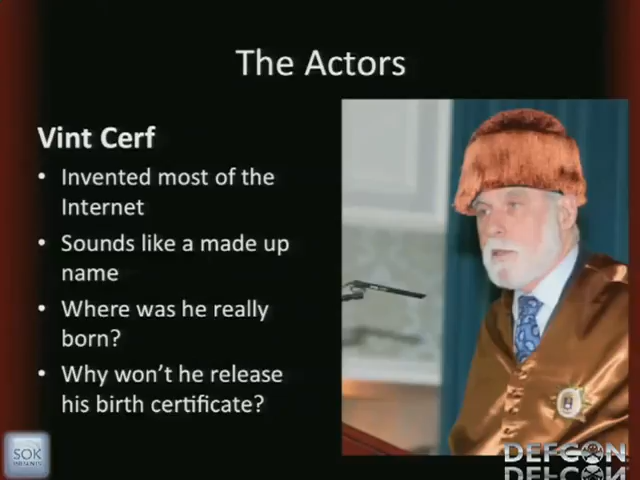 The Actors
Vint Cerf
• Invented most of the
Internet
• Sounds like a made up
name
• Where was he really
born?
• Why won't he release
his birth certificate?
SOK
DEFCON